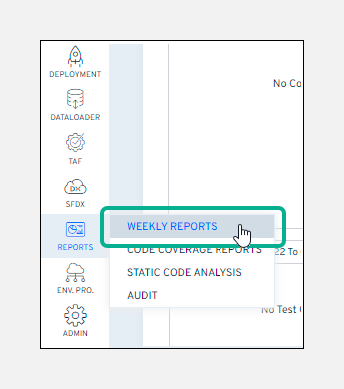 DEPLOYMENT
No Co
DATALOADER
TAF
DX
SFDX
WEEKLY REPORTS
REPORTS
CODE COVERAGE REPORTS
22 To
STATIC CODE ANALYSIS
ENV. PRO.
AUDIT
No Test
ADMIN